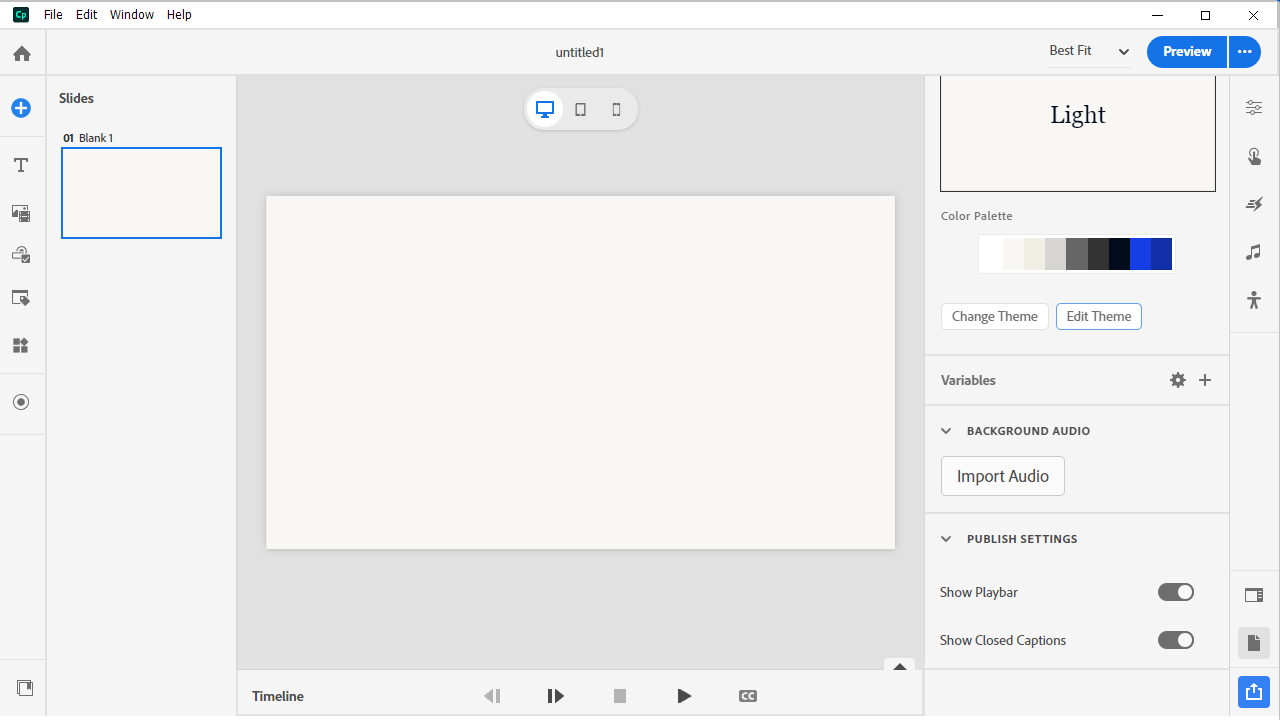 Cp File Edit Window Help
untitled1
Best Fit
Preview
Slides
01 Blank 1
Light
Color Palette
Change Theme
Edit Theme
Variables
BACKGROUND AUDIO
Import Audio
PUBLISH SETTINGS
Show Playbar
Show Closed Captions
Timeline
CC